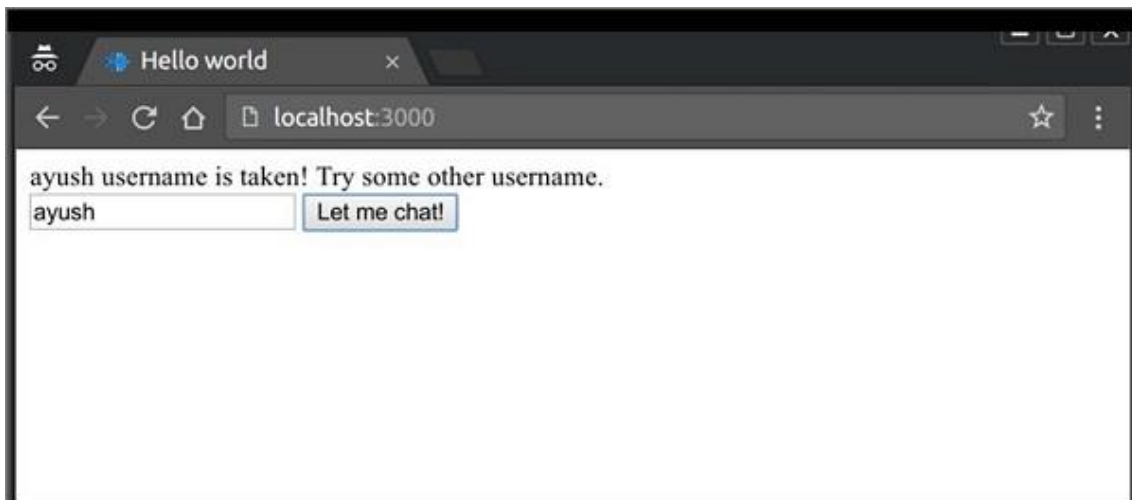 Hello world
localhost:3000
ayush username is taken! Try some other username.
ayush Let me chat!